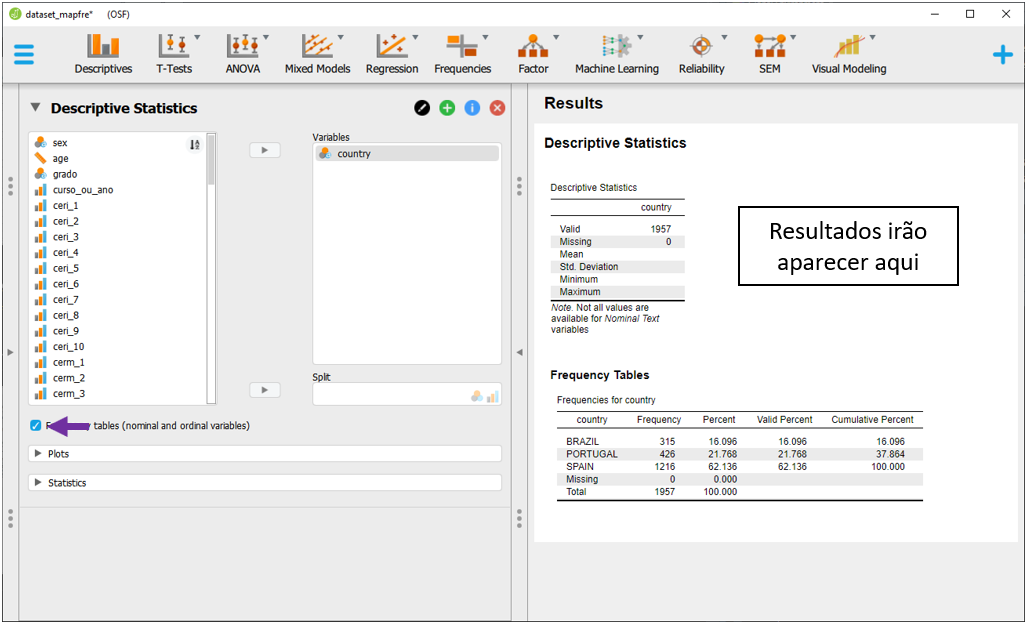 dataset_mapfre* (OSF)
Descriptives T-Tests ANOVA Mixed Models Regression Frequencies Factor Machine Learning Reliability SEM Visual Modeling
Descriptive Statistics
sex
age
grado
curso_ou_ano
ceri_1
ceri_2
ceri_3
ceri_4
ceri_5
ceri_6
ceri_7
ceri_8
ceri_9
ceri_10
cerm_1
cerm_2
cerm_3
Variables
country
Split
tables (nominal and ordinal variables)
Plots
Statistics
Results
Descriptive Statistics
Descriptive Statistics
country
Valid 1957
Missing 0
Mean
Std. Deviation
Minimum
Maximum
Note. Not all values are
available for Nominal Text
variables
Resultados irão
aparecer aqui
Frequency Tables
Frequencies for country
country Frequency Percent Valid Percent Cumulative Percent
BRAZIL 315 16.096 16.096 16.096
PORTUGAL 426 21.768 21.768 37.864
SPAIN 1216 62.136 62.136 100.000
Missing 0 0.000
Total 1957 100.000